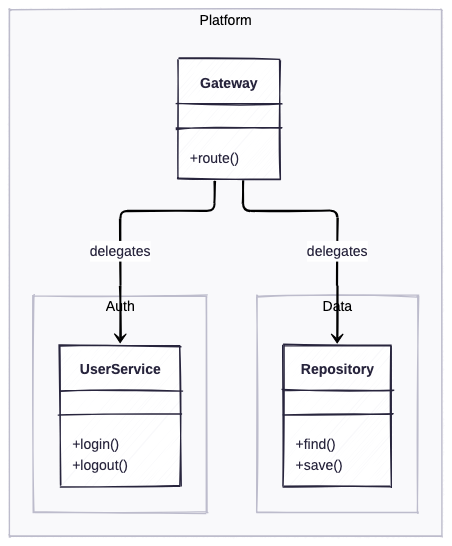 Platform
Gateway
+route()
delegates
delegates
Auth
Data
UserService
Repository
+login()
+logout()
+find()
+save()